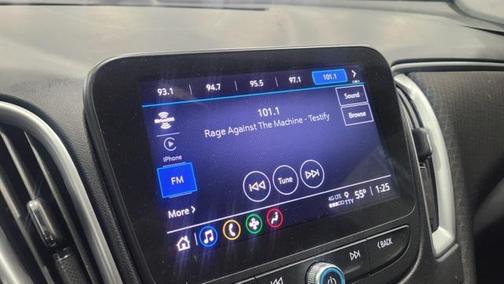 93.1 94.7 95.5 97.1 101.1
101.1
Rage Against The Machine - Testify
Sound
Browse
iPhone
FM
Tune
More >
4G LTE
9
55°
1:25
BACK